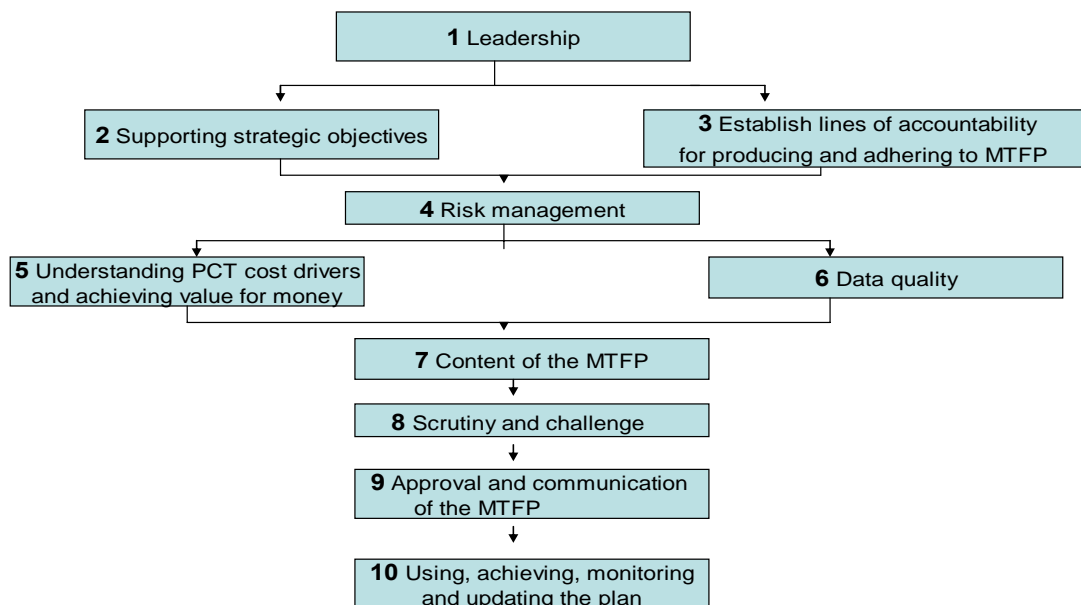 1 Leadership
2 Supporting strategic objectives
3 Establish lines of accountability
for producing and adhering to MTFP
4 Risk management
5 Understanding PCT cost drivers
and achieving value for money
6 Data quality
7 Content of the MTFP
8 Scrutiny and challenge
9 Approval and communication
of the MTFP
10 Using, achieving, monitoring
and updating the plan